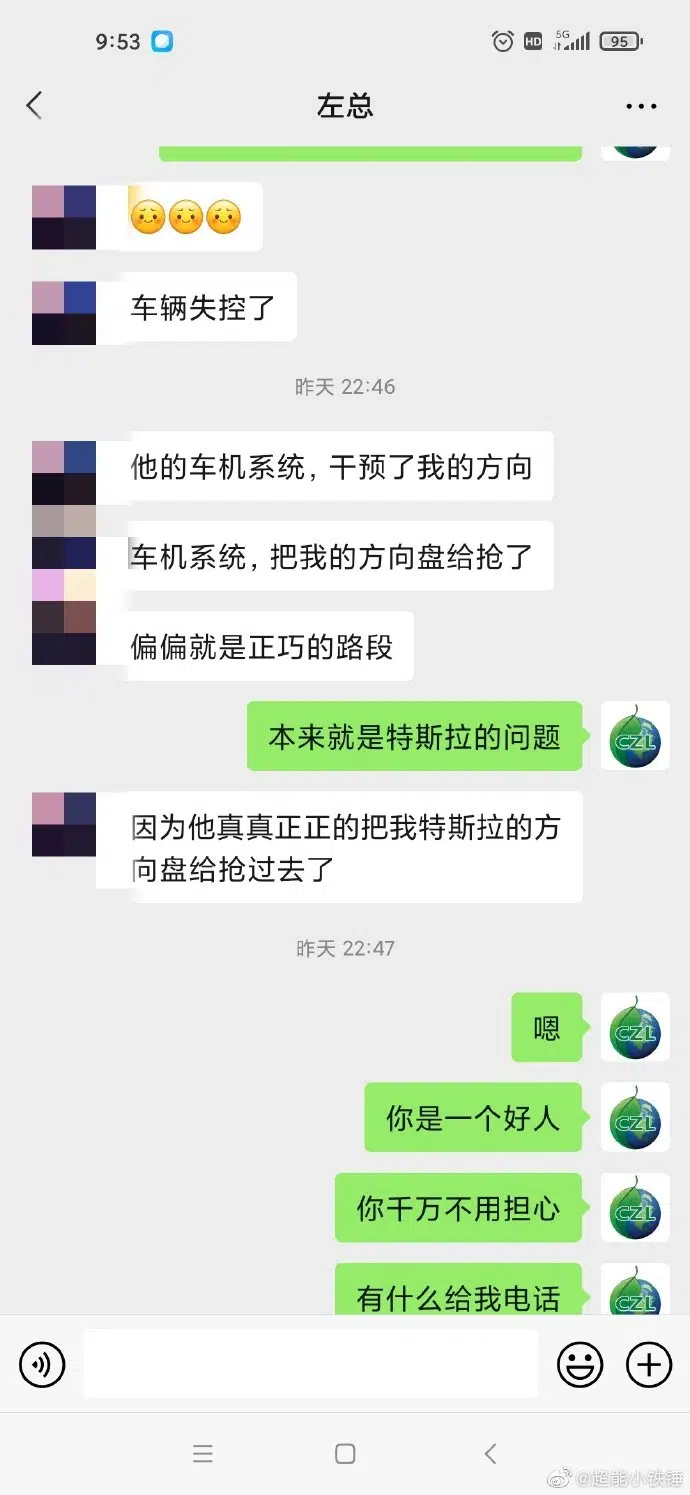 9:53
HD
5G
95
左总
车辆失控了
昨天 22:46
他的车机系统，干预了我的方向
车机系统，把我的方向盘给抢了
偏偏就是正巧的路段
本来就是特斯拉的问题
CZL
因为他真真正正的把我特斯拉的方
向盘给抢过去了
昨天 22:47
嗯
CZL
你是一个好人
CZL
你千万不用担心
CZL
有什么给我电话
CZL
@超能小铁锤